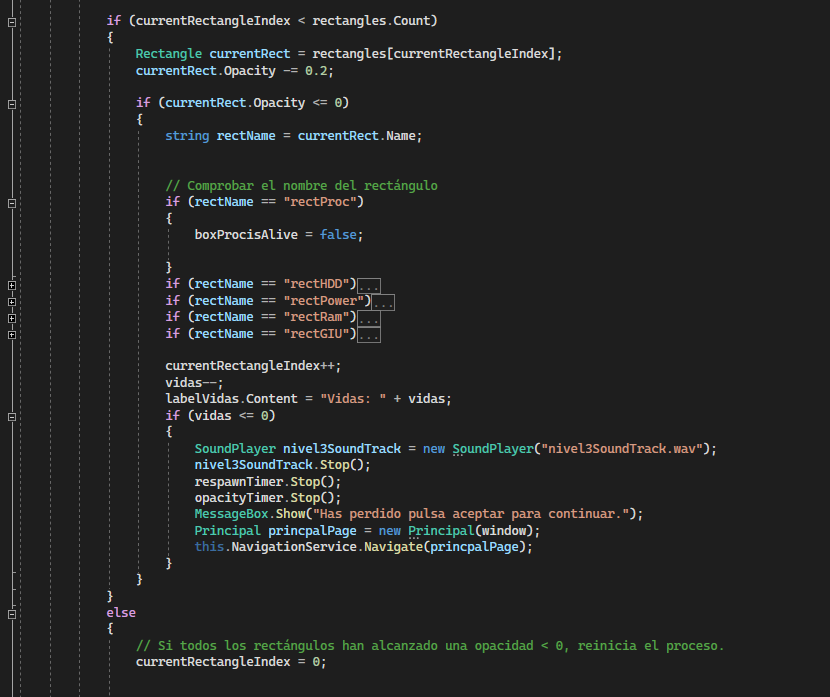 if (currentRectangleIndex < rectangles.Count)
{
Rectangle currentRect = rectangles[currentRectangleIndex];
currentRect.Opacity -= 0.2;
if (currentRect.Opacity <= 0)
{
string rectName = currentRect.Name;
// Comprobar el nombre del rectángulo
if (rectName == "rectProc")
{
boxProcisAlive = false;
}
if (rectName == "rectHDD")...
if (rectName == "rectPower")...
if (rectName == "rectRam")...
if (rectName == "rectGIU")...
currentRectangleIndex++;
vidas--;
labelVidas.Content = "Vidas: " + vidas;
if (vidas <= 0)
{
SoundPlayer nivel3SoundTrack = new SoundPlayer("nivel3SoundTrack.wav");
nivel3SoundTrack.Stop();
respawnTimer.Stop();
opacityTimer.Stop();
MessageBox.Show("Has perdido pulsa aceptar para continuar.");
Principal princpalPage = new Principal(window);
this.NavigationService.Navigate(princpalPage);
}
}
}
else
{
// Si todos los rectángulos han alcanzado una opacidad < 0, reinicia el proceso.
currentRectangleIndex = 0;